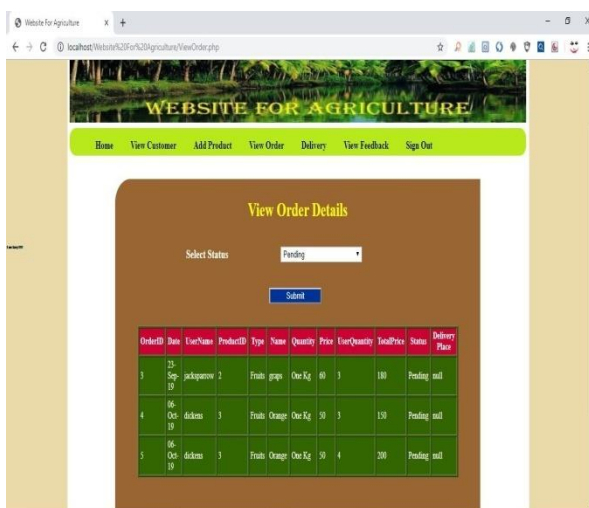 Website for Agriculture
localhost/Website%20For%20Agriculture/ViewOrder.php
WEBSITE FOR AGRICULTURE
Home View Customer Add Product View Order Delivery View Feedback Sign Out
View Order Details
Select Status Pending
Submit
OrderID Date UserName ProductID Type Name Quantity Price UserQuantity TotalPrice Status Delivery Place
3 23-Sep-19 jacksparrow 2 Fruits graps One Kg 60 3 180 Pending null
4 06-Oct-19 dickens 3 Fruits Orange One Kg 50 3 150 Pending null
5 06-Oct-19 dickens 3 Fruits Orange One Kg 50 4 200 Pending null